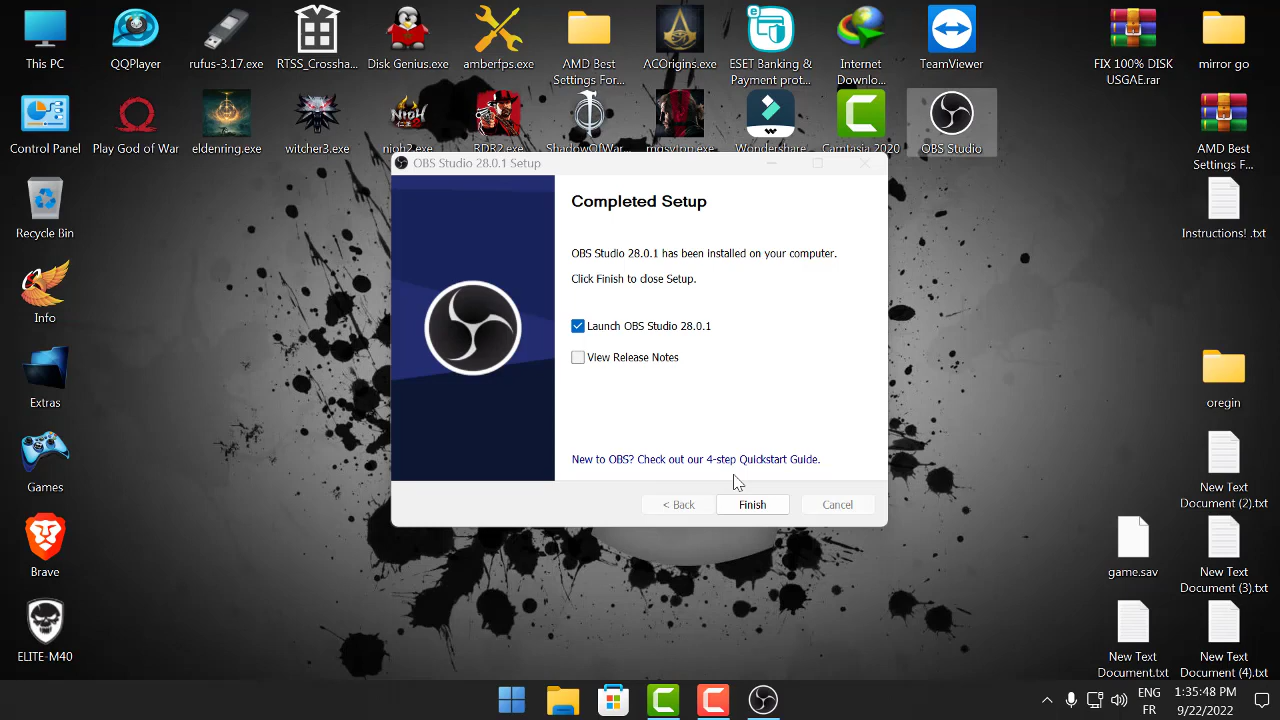 This PC
QQPlayer
rufus-3.17.exe
RTSS_Crossha...
Disk Genius.exe
amberfps.exe
AMD Best
Settings For...
ACOrigins.exe
ESET Banking &
Payment prot...
Internet
Downlo...
TeamViewer
FIX 100% DISK
USGAE.rar
mirror go
Control Panel
Play God of War
eldenring.exe
witcher3.exe
nioh2.exe
RDR2.exe
ShadowOfWar...
mgsvtpp.exe
Wondershare
Camtasia 2020
OBS Studio
AMD Best
Settings F...
Recycle Bin
Instructions! .txt
Info
Extras
oregin
Games
New Text
Document (2).txt
Brave
game.sav
New Text
Document (3).txt
ELITE-M40
New Text
Document.txt
New Text
Document (4).txt
OBS Studio 28.0.1 Setup
Completed Setup
OBS Studio 28.0.1 has been installed on your computer.
Click Finish to close Setup.
Launch OBS Studio 28.0.1
View Release Notes
New to OBS? Check out our 4-step Quickstart Guide.
< Back
Finish
Cancel
ENG
FR
1:35:48 PM
9/22/2022